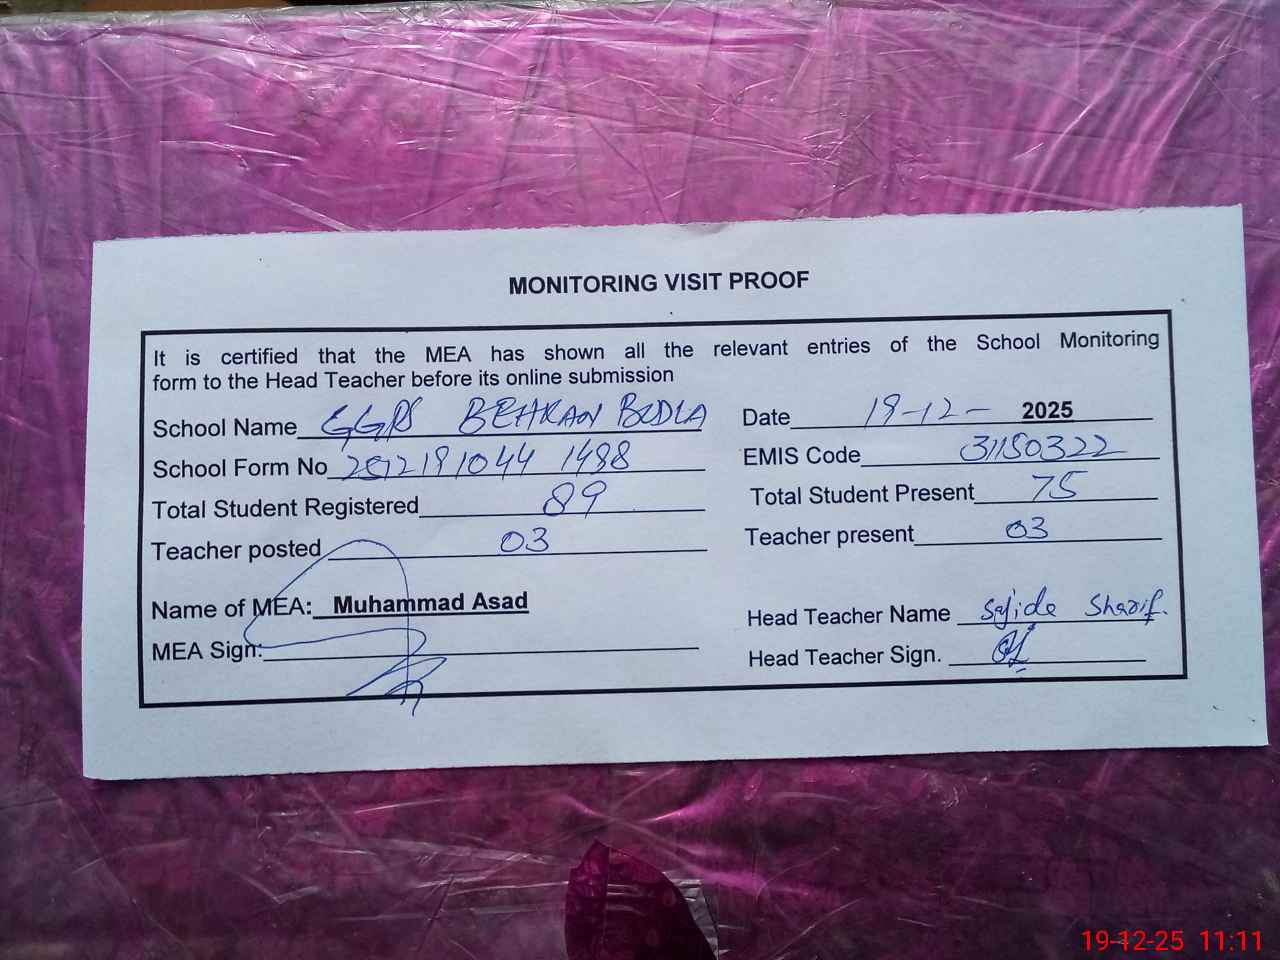 MONITORING VISIT PROOF
It is certified that the MEA has shown all the relevant entries of the School Monitoring
form to the Head Teacher before its online submission
School Name GGPS BEHKAN BODLA Date 19-12- 2025
School Form No 2012191044 1498 EMIS Code 31150322
Total Student Registered 89 Total Student Present 75
Teacher posted 03 Teacher present 03
Name of MEA: Muhammad Asad Head Teacher Name Sajida Sharif.
MEA Sign: Head Teacher Sign.
19-12-25 11:11